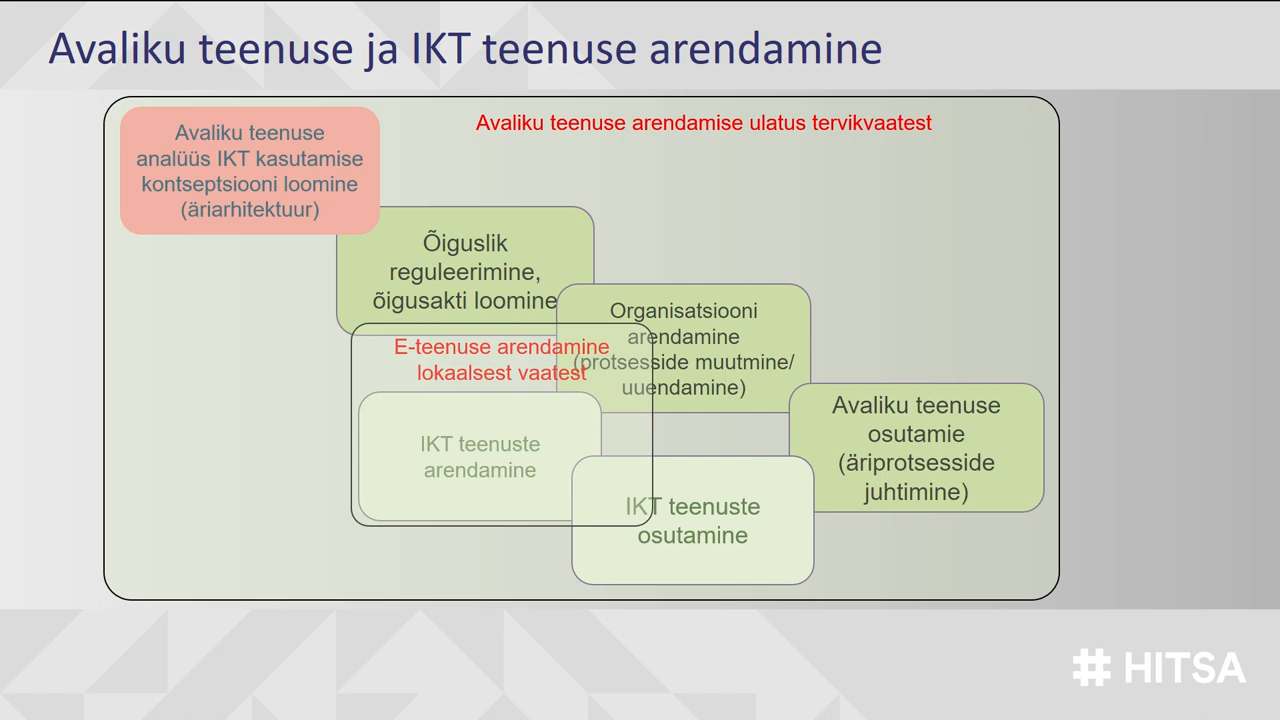 Avaliku teenuse ja IKT teenuse arendamine
Avaliku teenuse
analüüs IKT kasutamise
kontseptsiooni loomine
(äriarhitektuur)
Avaliku teenuse arendamise ulatus tervikvaatest
Õiguslik
reguleerimine,
õigusakti loomine
Organisatsiooni
arendamine
(protsesside muutmine/
uuendamine)
E-teenuse arendamine
lokaalsest vaatest
Avaliku teenuse
osutamie
(äriprotsesside
juhtimine)
IKT teenuste
arendamine
IKT teenuste
osutamine
# HITSA